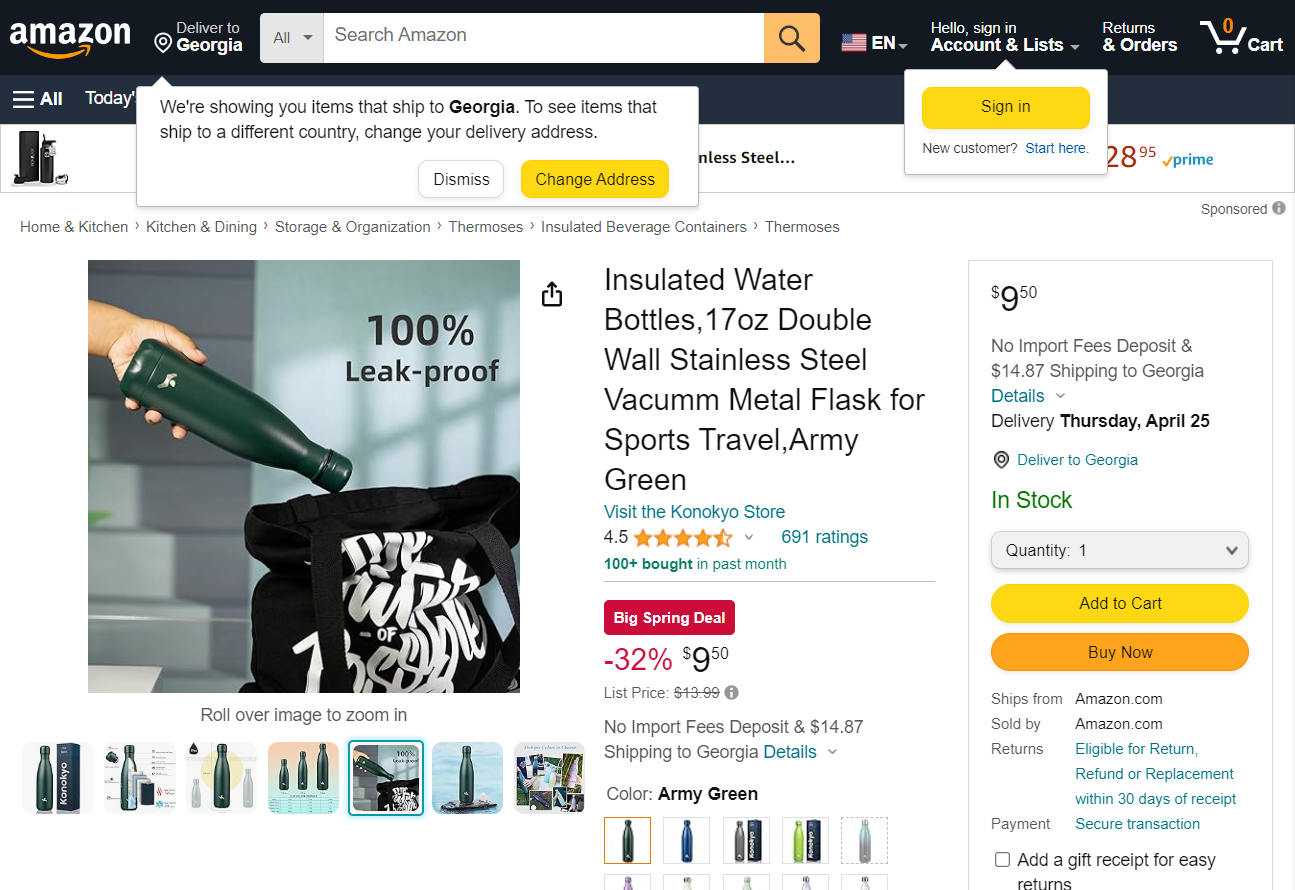 amazon
Deliver to
Georgia
All
Search Amazon
EN
Hello, sign in
Account & Lists
Returns
& Orders
0
Cart
All
Today'
We're showing you items that ship to Georgia. To see items that
ship to a different country, change your delivery address.
Dismiss
Change Address
Sign in
New customer? Start here.
nless Steel...
28 95
prime
Sponsored
Home & Kitchen › Kitchen & Dining › Storage & Organization › Thermoses › Insulated Beverage Containers › Thermoses
100%
Leak-proof
OF
Roll over image to zoom in
Konokyo
100%
Insulated Water
Bottles,17oz Double
Wall Stainless Steel
Vacumm Metal Flask for
Sports Travel,Army
Green
Visit the Konokyo Store
4.5
691 ratings
100+ bought in past month
Big Spring Deal
-32% $9 50
List Price: $13.99
No Import Fees Deposit & $14.87
Shipping to Georgia Details
Color: Army Green
Konokyo
Konokyo
$9 50
No Import Fees Deposit &
$14.87 Shipping to Georgia
Details
Delivery Thursday, April 25
Deliver to Georgia
In Stock
Quantity: 1
Add to Cart
Buy Now
Ships from Amazon.com
Sold by Amazon.com
Returns Eligible for Return,
Refund or Replacement
within 30 days of receipt
Payment Secure transaction
Add a gift receipt for easy
returns